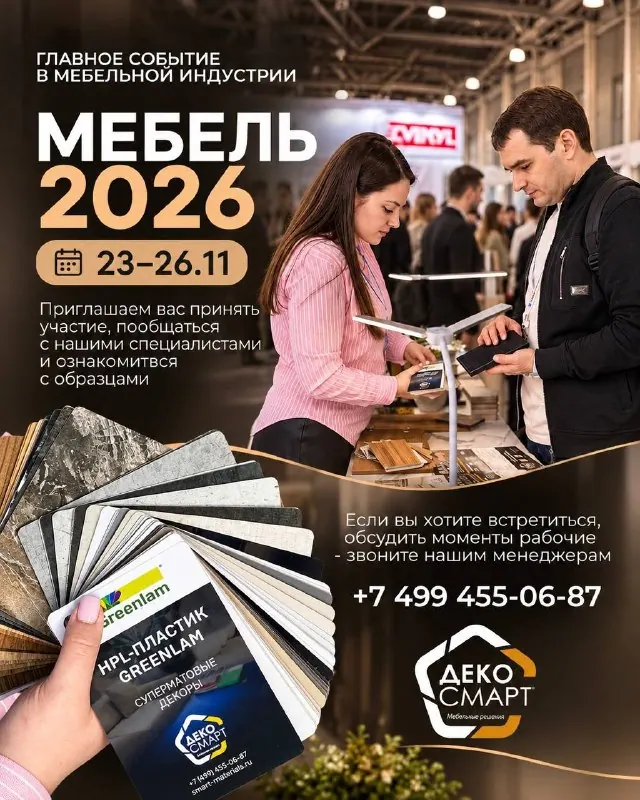 ГЛАВНОЕ СОБЫТИЕ
В МЕБЕЛЬНОЙ ИНДУСТРИИ
МЕБЕЛЬ
2026
23–26.11
Приглашаем вас принять
участие, пообщаться
с нашими специалистами
и ознакомитвся
с образцами
ZVINYL
Если вы хотите встретиться,
обсудить моменты рабочие
- звоните нашим менеджерам
+7 499 455-06-87
ДЕКО
СМАРТ
Мебельные решения
Greenlam
HPL-ПЛАСТИК
GREENLAM
СУПЕРМАТОВЫЕ
ДЕКОРЫ
ДЕКО
СМАРТ
+7 (499) 455-06-87
smart-materials.ru